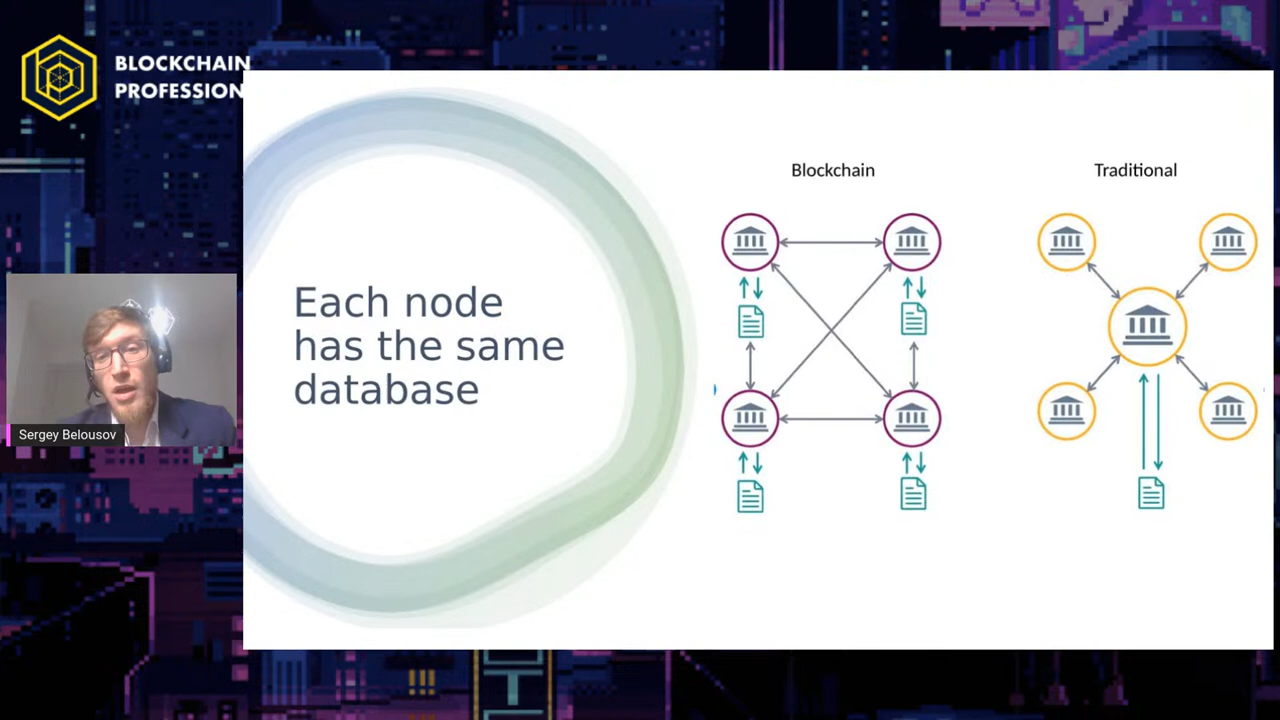 BLOCKCHAIN
PROFESSION
Each node
has the same
database
Blockchain
Traditional
Sergey Belousov